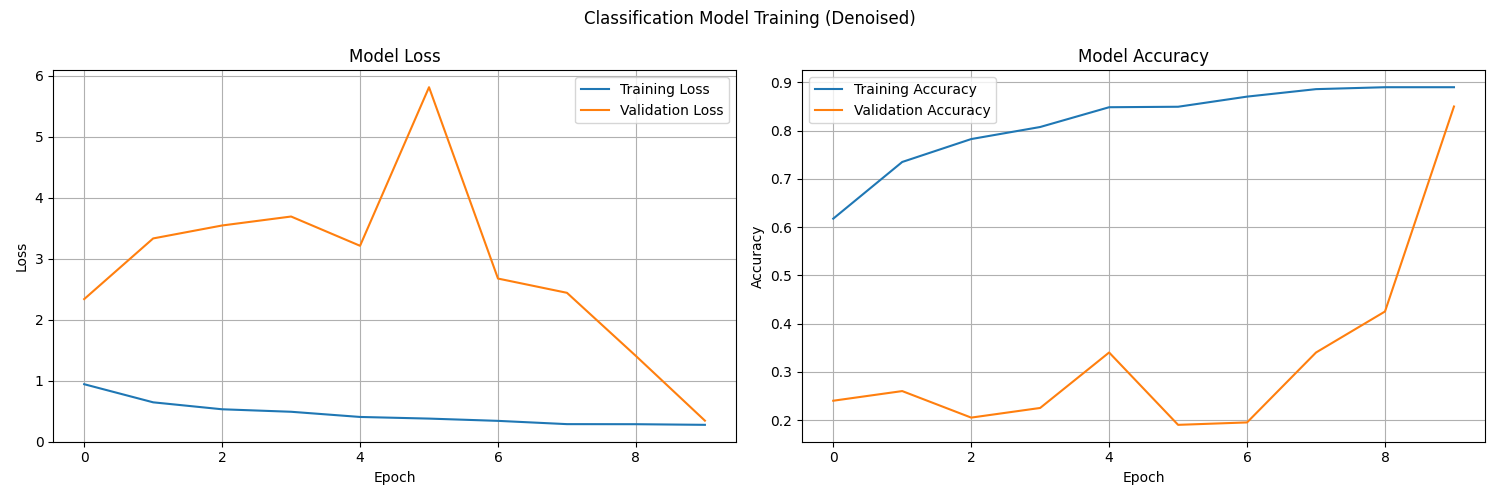 Classification Model Training (Denoised)
Model Loss
Loss
6
5
4
3
2
1
0
0 2 4 6 8
Epoch
Training Loss
Validation Loss
Model Accuracy
Accuracy
0.9
0.8
0.7
0.6
0.5
0.4
0.3
0.2
0 2 4 6 8
Epoch
Training Accuracy
Validation Accuracy